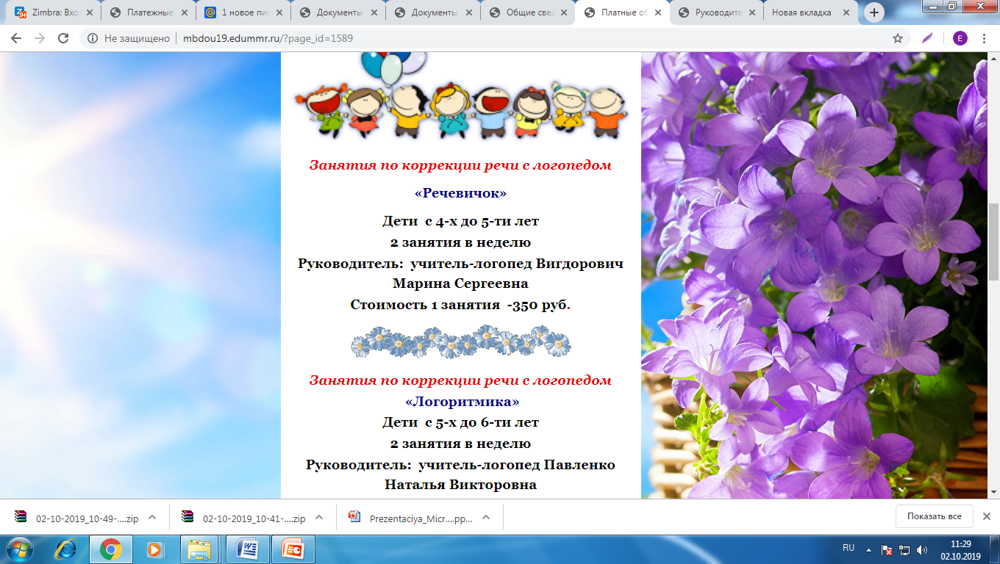 Zimbra: Вхо
Платежные
1 новое пис
Документы
Документы
Общие свед
Платные об
Руководите
Новая вкладка
Не защищено
mbdou19.edummr.ru/?page_id=1589
E
Занятия по коррекции речи с логопедом
«Речевичок»
Дети с 4-х до 5-ти лет
2 занятия в неделю
Руководитель: учитель-логопед Вигдорович
Марина Сергеевна
Стоимость 1 занятия -350 руб.
Занятия по коррекции речи с логопедом
«Логоритмика»
Дети с 5-х до 6-ти лет
2 занятия в неделю
Руководитель: учитель-логопед Павленко
Наталья Викторовна
02-10-2019_10-49-....zip
02-10-2019_10-41-....zip
Prezentaciya_Micr....pp...
Показать все
RU
11:29
02.10.2019